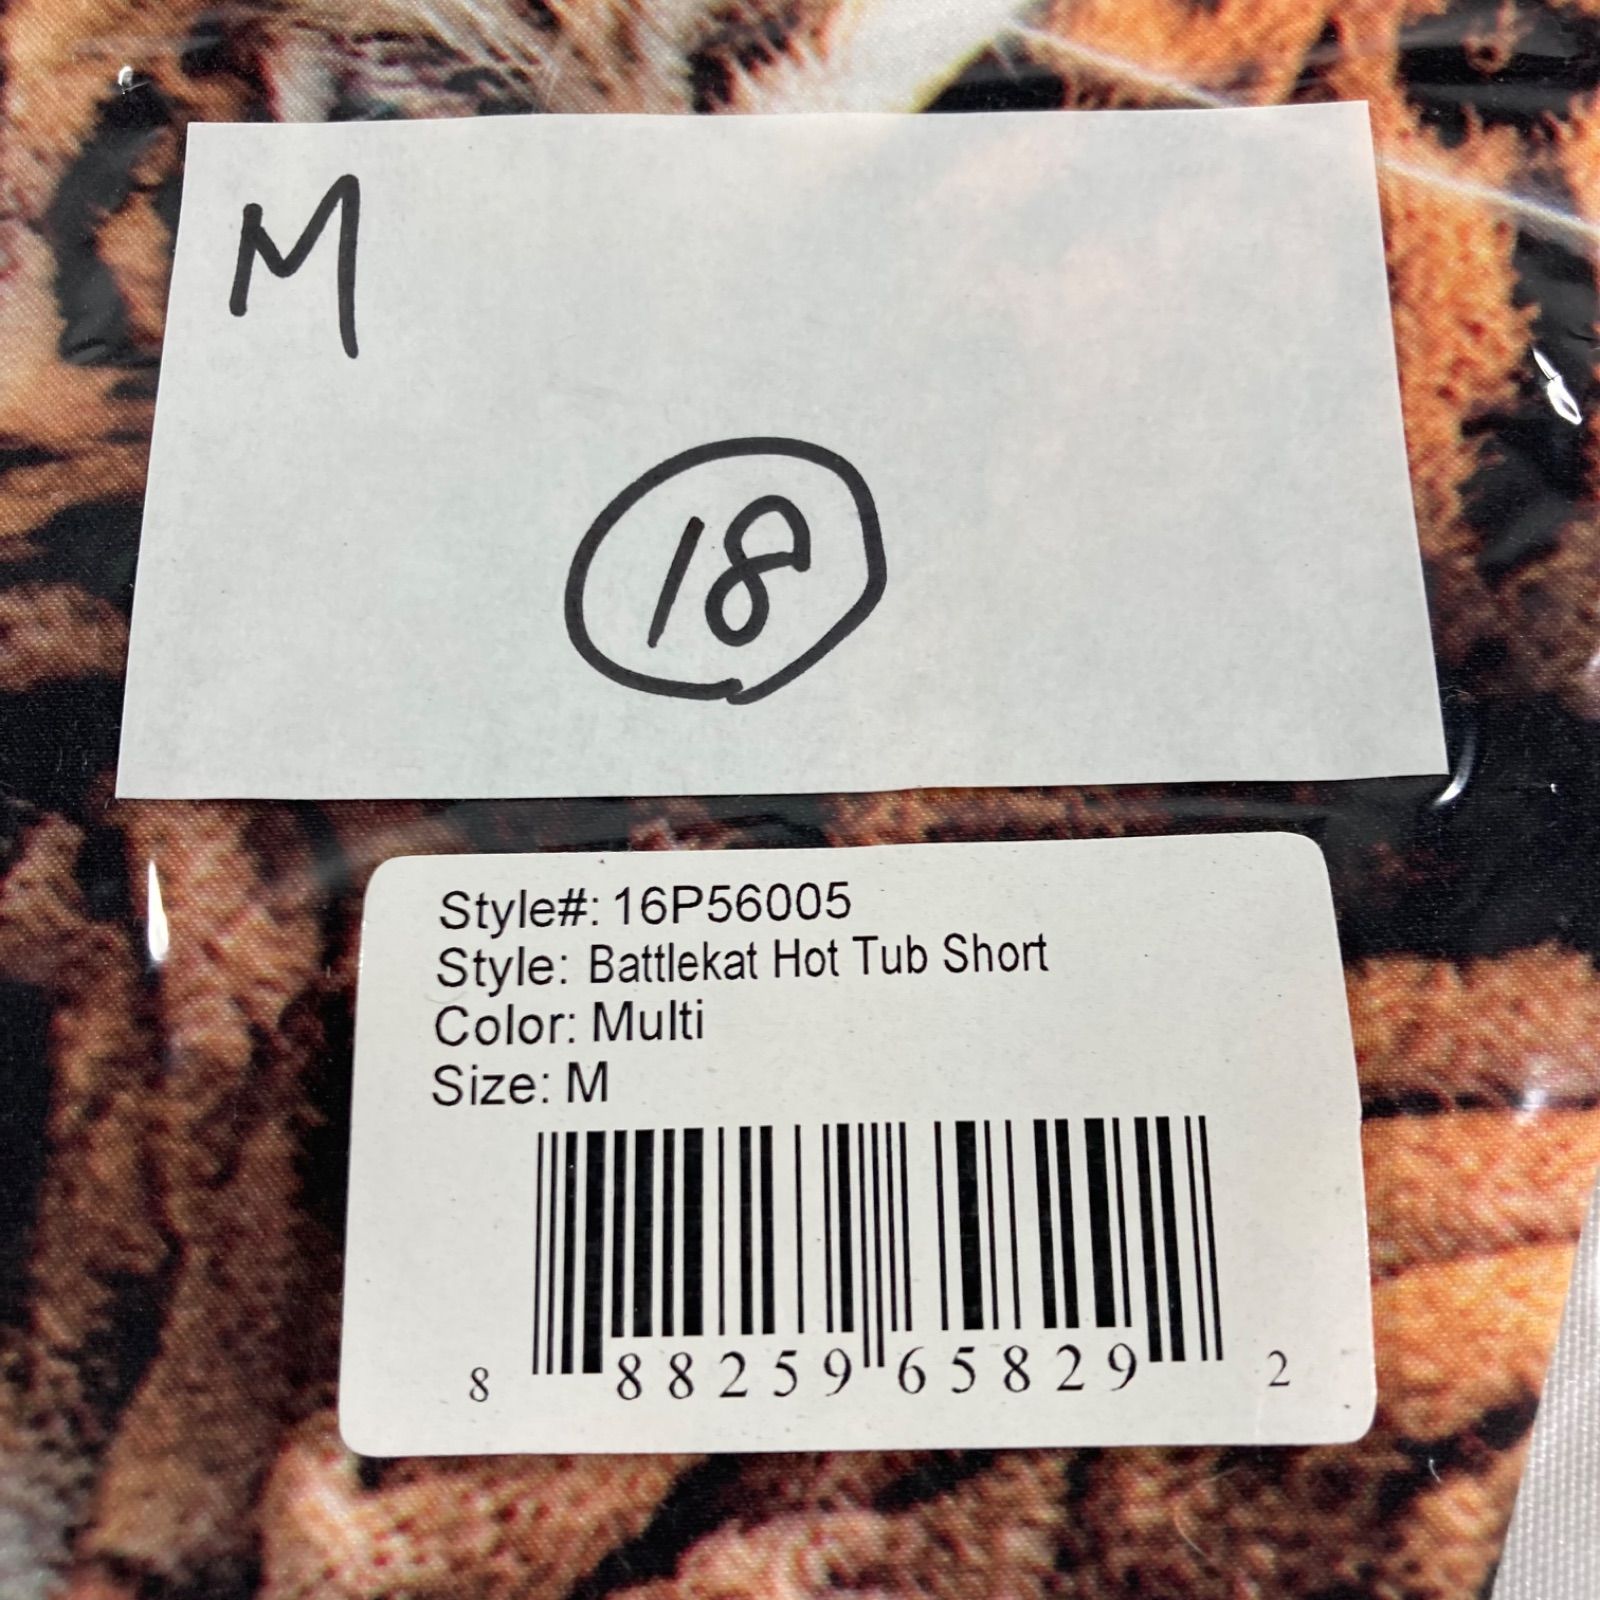 M
18
Style#: 16P56005
Style: Battlekat Hot Tub Short
Color: Multi
Size: M
8 88259 65829 2